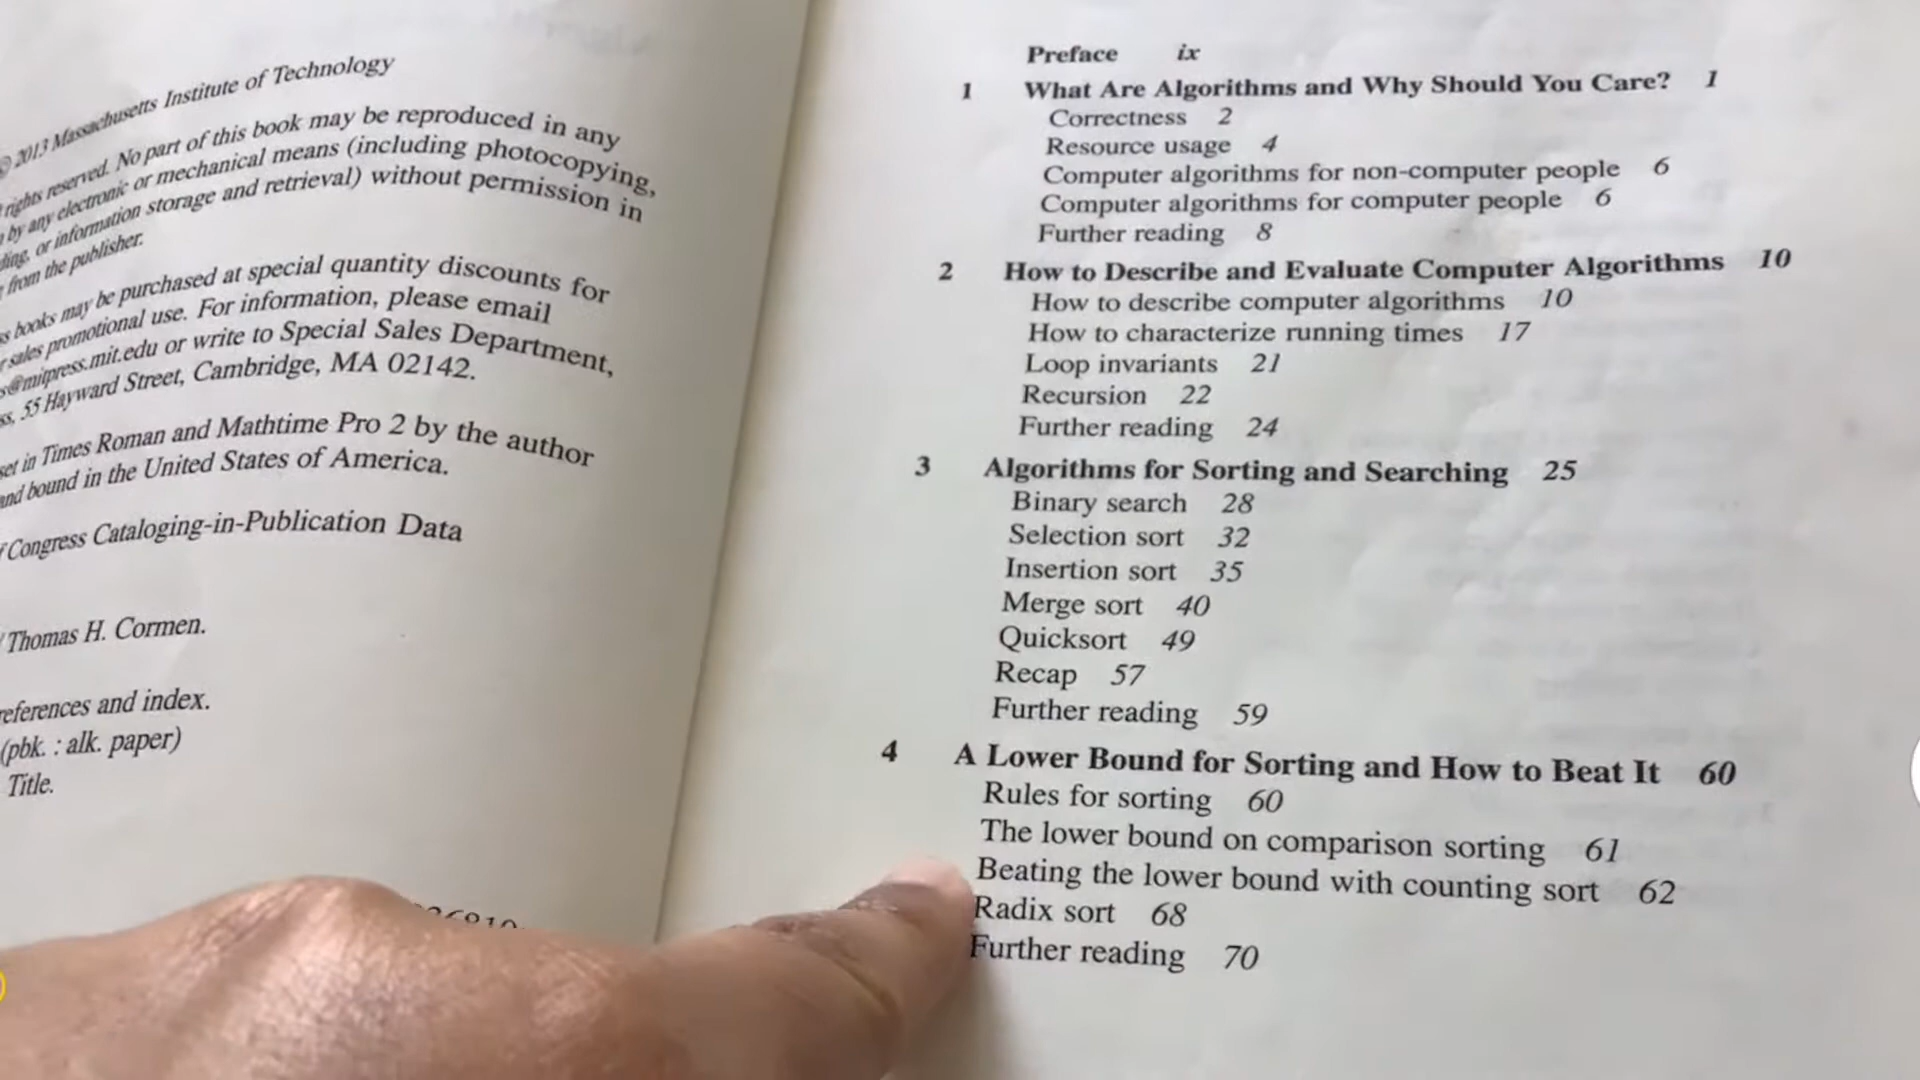 © 2013 Massachusetts Institute of Technology
rights reserved. No part of this book may be reproduced in any
by any electronic or mechanical means (including photocopying,
or information storage and retrieval) without permission in
from the publisher.
books may be purchased at special quantity discounts for
sales promotional use. For information, please email
@mitpress.mit.edu or write to Special Sales Department,
55 Hayward Street, Cambridge, MA 02142.
set in Times Roman and Mathtime Pro 2 by the author
and bound in the United States of America.
Congress Cataloging-in-Publication Data
Thomas H. Cormen.
references and index.
(pbk. : alk. paper)
Title.
Preface ix
1 What Are Algorithms and Why Should You Care? 1
Correctness 2
Resource usage 4
Computer algorithms for non-computer people 6
Computer algorithms for computer people 6
Further reading 8
2 How to Describe and Evaluate Computer Algorithms 10
How to describe computer algorithms 10
How to characterize running times 17
Loop invariants 21
Recursion 22
Further reading 24
3 Algorithms for Sorting and Searching 25
Binary search 28
Selection sort 32
Insertion sort 35
Merge sort 40
Quicksort 49
Recap 57
Further reading 59
4 A Lower Bound for Sorting and How to Beat It 60
Rules for sorting 60
The lower bound on comparison sorting 61
Beating the lower bound with counting sort 62
Radix sort 68
Further reading 70